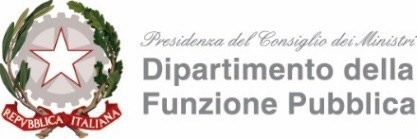 Presidenza del Consiglio dei Ministri
Dipartimento della
Funzione Pubblica
REPVBBLICA ITALIANA